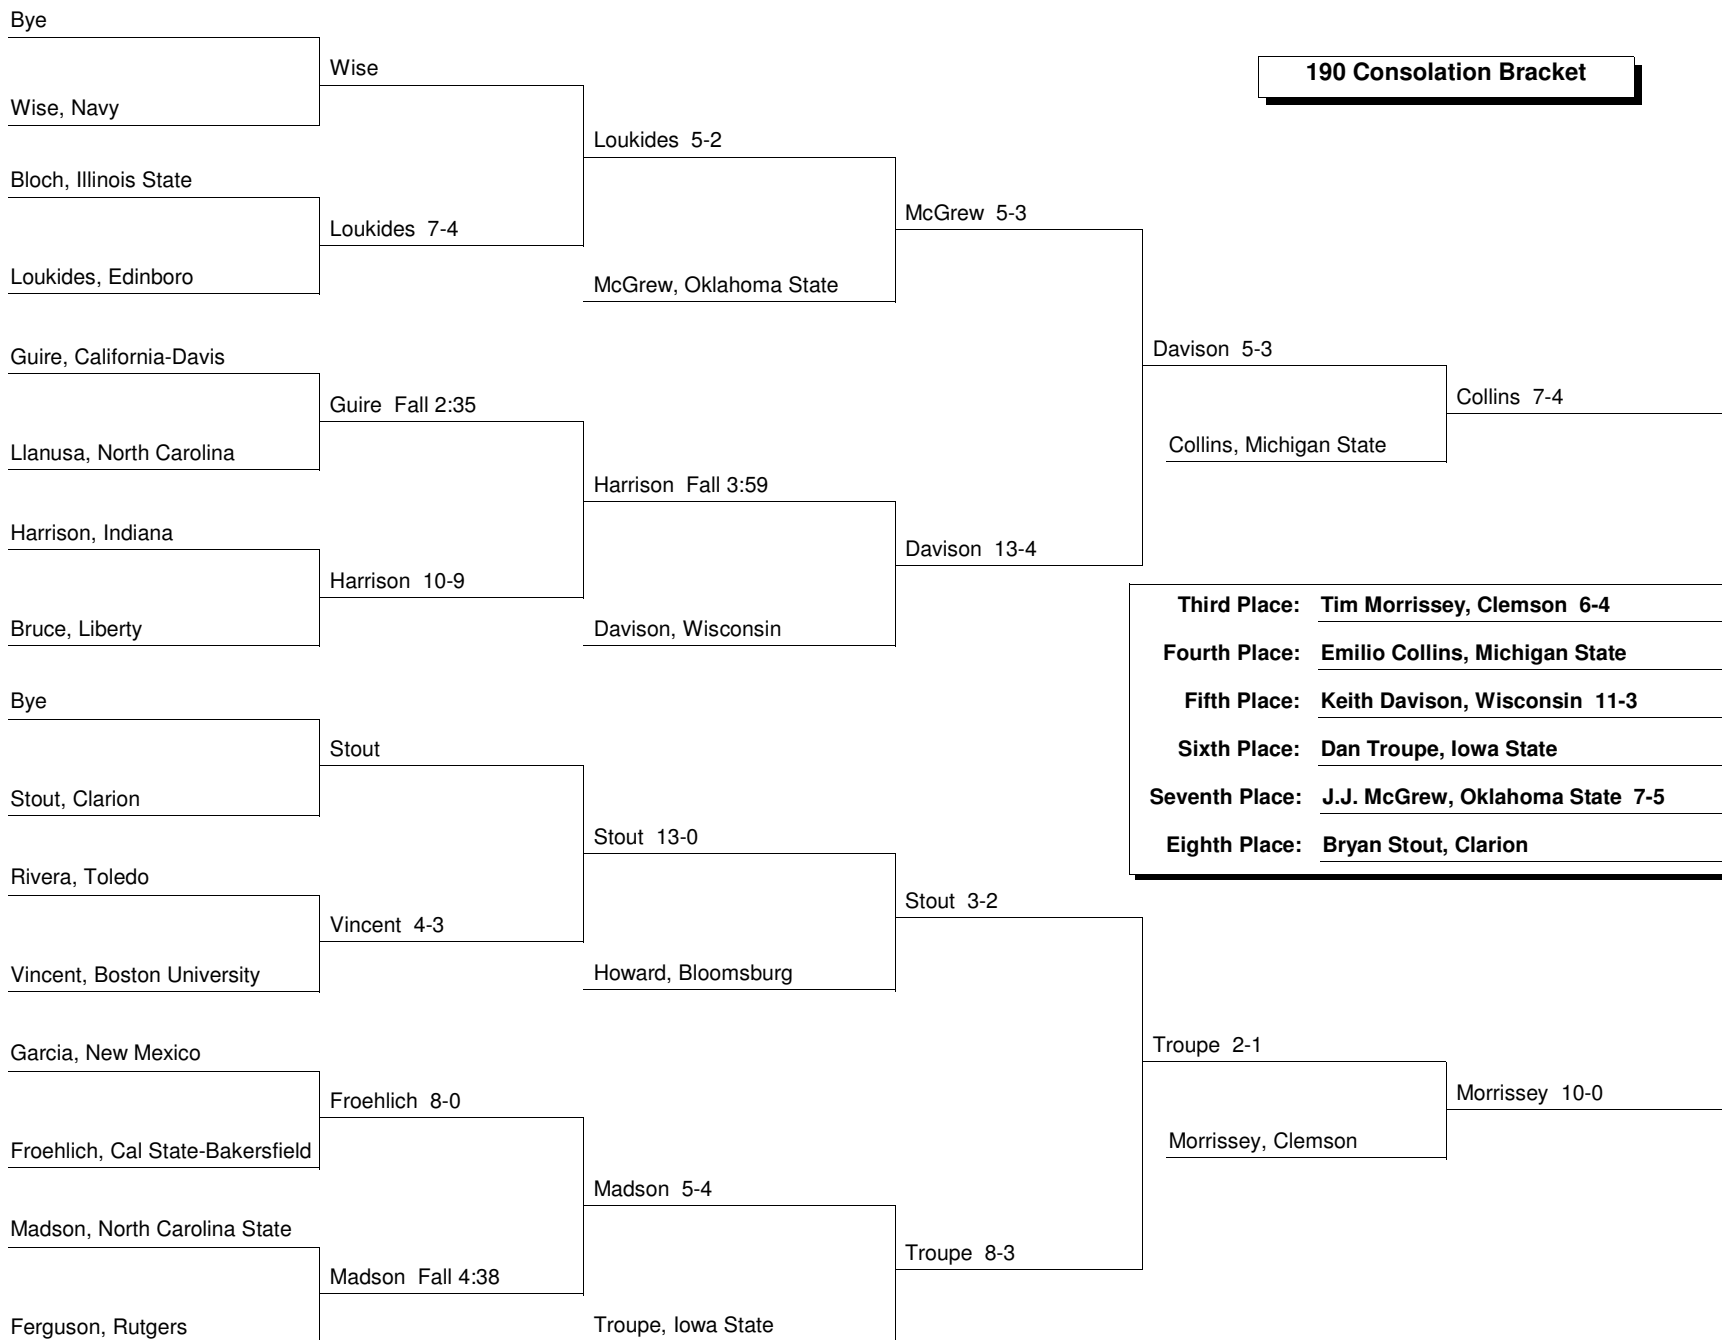 Bye
Wise
190 Consolation Bracket
Wise, Navy
Loukides 5-2
Bloch, Illinois State
McGrew 5-3
Loukides 7-4
Loukides, Edinboro
McGrew, Oklahoma State
Davison 5-3
Guire, California-Davis
Collins 7-4
Guire Fall 2:35
Collins, Michigan State
Llanusa, North Carolina
Harrison Fall 3:59
Harrison, Indiana
Davison 13-4
Harrison 10-9
Third Place: Tim Morrissey, Clemson 6-4
Bruce, Liberty
Davison, Wisconsin
Fourth Place: Emilio Collins, Michigan State
Bye
Fifth Place: Keith Davison, Wisconsin 11-3
Stout
Sixth Place: Dan Troupe, Iowa State
Stout, Clarion
Seventh Place: J.J. McGrew, Oklahoma State 7-5
Stout 13-0
Eighth Place: Bryan Stout, Clarion
Rivera, Toledo
Stout 3-2
Vincent 4-3
Vincent, Boston University
Howard, Bloomsburg
Garcia, New Mexico
Troupe 2-1
Froehlich 8-0
Morrissey 10-0
Froehlich, Cal State-Bakersfield
Morrissey, Clemson
Madson 5-4
Madson, North Carolina State
Troupe 8-3
Madson Fall 4:38
Ferguson, Rutgers
Troupe, Iowa State